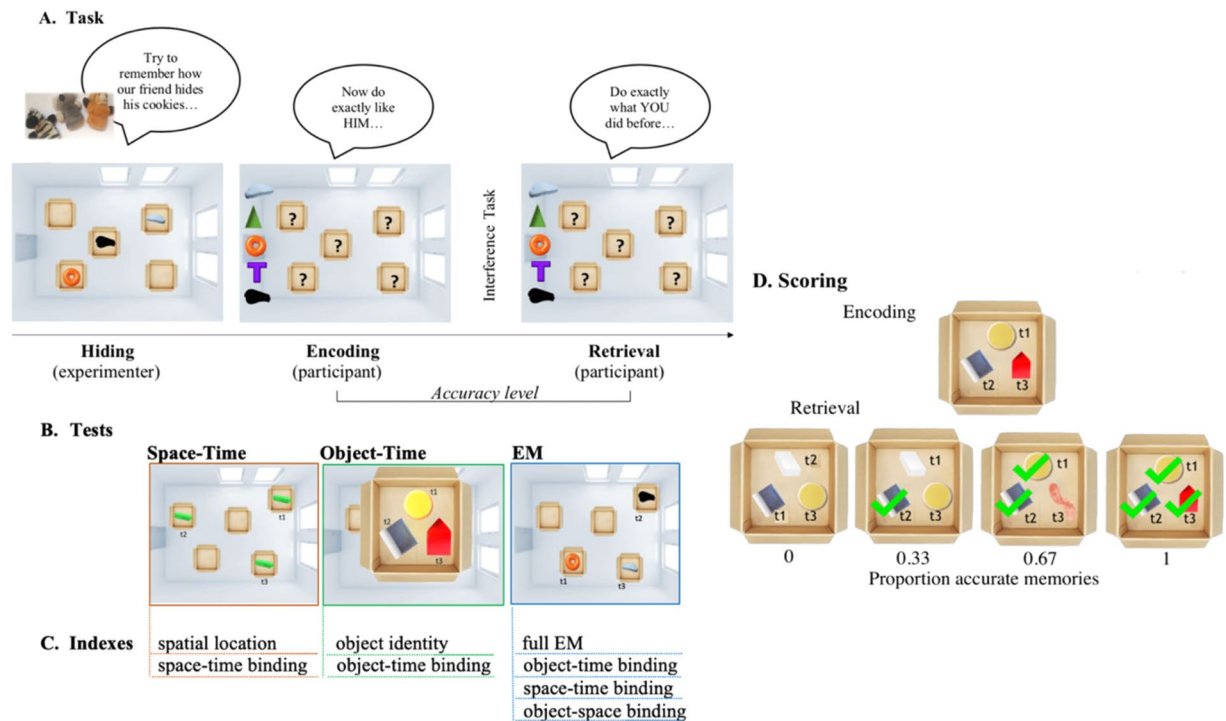 A. Task
Try to
remember how
our friend hides
his cookies…
Now do
exactly like
HIM…
Do exactly
what YOU
did before…
? ? ? ? ?
Interference Task
? ? ? ? ?
Hiding
(experimenter)
Encoding
(participant)
Retrieval
(participant)
Accuracy level
B. Tests
Space-Time
Object-Time
EM
t1
t2
t3
t1
t2
t3
t2
t1
t3
C. Indexes
spatial location
space-time binding
object identity
object-time binding
full EM
object-time binding
space-time binding
object-space binding
D. Scoring
Encoding
t1
t2 t3
Retrieval
t2
t1 t3
t1
t2 t3
t1
t2 t3
t1
t2 t3
0 0.33 0.67 1
Proportion accurate memories